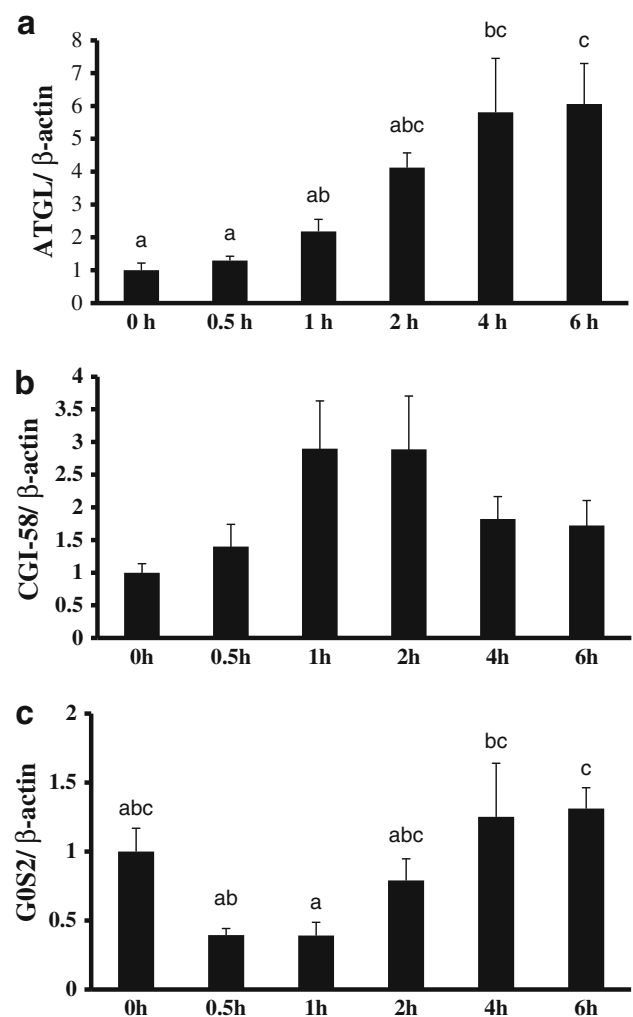 a
ATGL/ β-actin
8
7
6
5
4
3
2
1
0
a
a
ab
abc
bc
c
0 h
0.5 h
1 h
2 h
4 h
6 h
b
CGI-58/ β-actin
4
3.5
3
2.5
2
1.5
1
0.5
0
0h
0.5h
1h
2h
4h
6h
c
G0S2/ β-actin
2
1.5
1
0.5
0
abc
ab
a
abc
bc
c
0h
0.5h
1h
2h
4h
6h